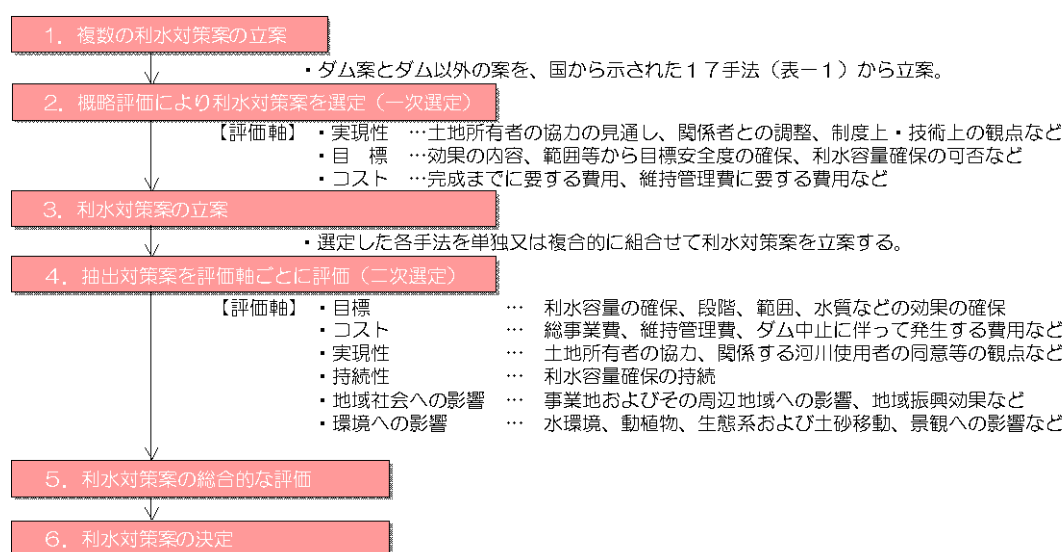 1．複数の利水対策案の立案
・ダム案とダム以外の案を、国から示された１７手法（表－１）から立案。
2．概略評価により利水対策案を選定（一次選定）
【評価軸】・実現性 …土地所有者の協力の見通し、関係者との調整、制度上・技術上の観点など
・目　標 …効果の内容、範囲等から目標安全度の確保、利水容量確保の可否など
・コスト …完成までに要する費用、維持管理費に要する費用など
3．利水対策案の立案
・選定した各手法を単独又は複合的に組合せて利水対策案を立案する。
4．抽出対策案を評価軸ごとに評価（二次選定）
【評価軸】・目標 … 利水容量の確保、段階、範囲、水質などの効果の確保
・コスト … 総事業費、維持管理費、ダム中止に伴って発生する費用など
・実現性 … 土地所有者の協力、関係する河川使用者の同意等の観点など
・持続性 … 利水容量確保の持続
・地域社会への影響 … 事業地およびその周辺地域への影響、地域振興効果など
・環境への影響 … 水環境、動植物、生態系および土砂移動、景観への影響など
5．利水対策案の総合的な評価
6．利水対策案の決定